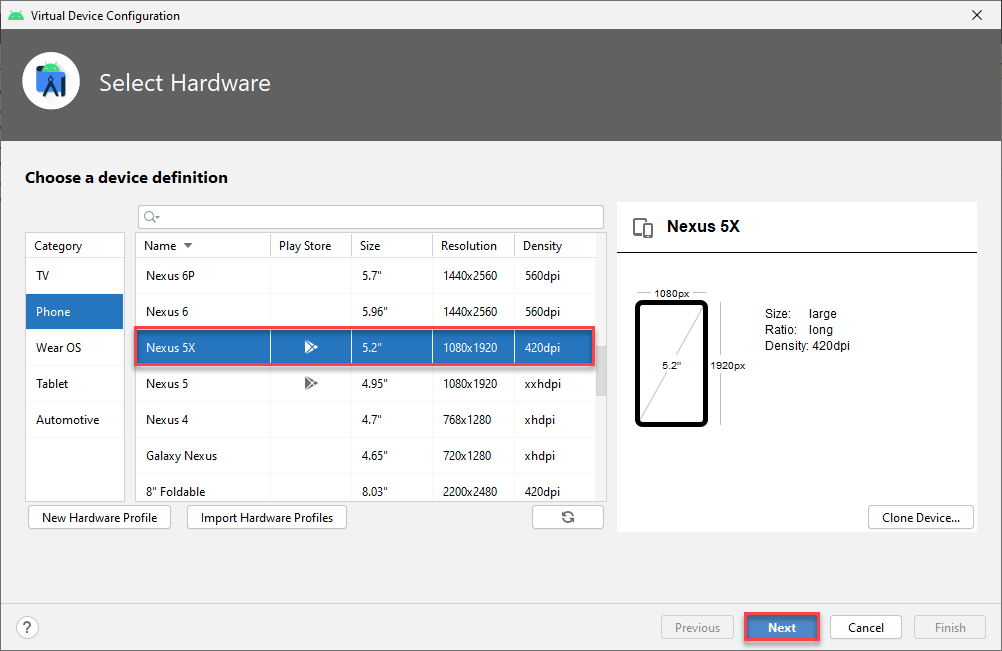 Virtual Device Configuration
Select Hardware
Choose a device definition
Category
TV
Phone
Wear OS
Tablet
Automotive
Name Play Store Size Resolution Density
Nexus 6P 5.7" 1440x2560 560dpi
Nexus 6 5.96" 1440x2560 560dpi
Nexus 5X 5.2" 1080x1920 420dpi
Nexus 5 4.95" 1080x1920 xxhdpi
Nexus 4 4.7" 768x1280 xhdpi
Galaxy Nexus 4.65" 720x1280 xhdpi
8" Foldable 8.03" 2200x2480 420dpi
New Hardware Profile Import Hardware Profiles
Nexus 5X
1080px
5.2"
1920px
Size: large
Ratio: long
Density: 420dpi
Clone Device...
? Previous Next Cancel Finish